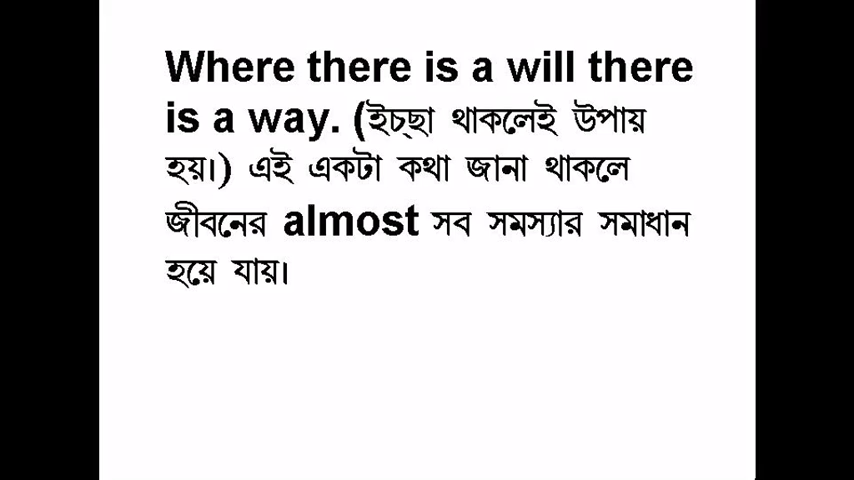 Where there is a will there
is a way. (ইচ্ছা থাকলেই উপায়
হয়।) এই একটা কথা জানা থাকলে
জীবনের almost সব সমস্যার সমাধান
হয়ে যায়।